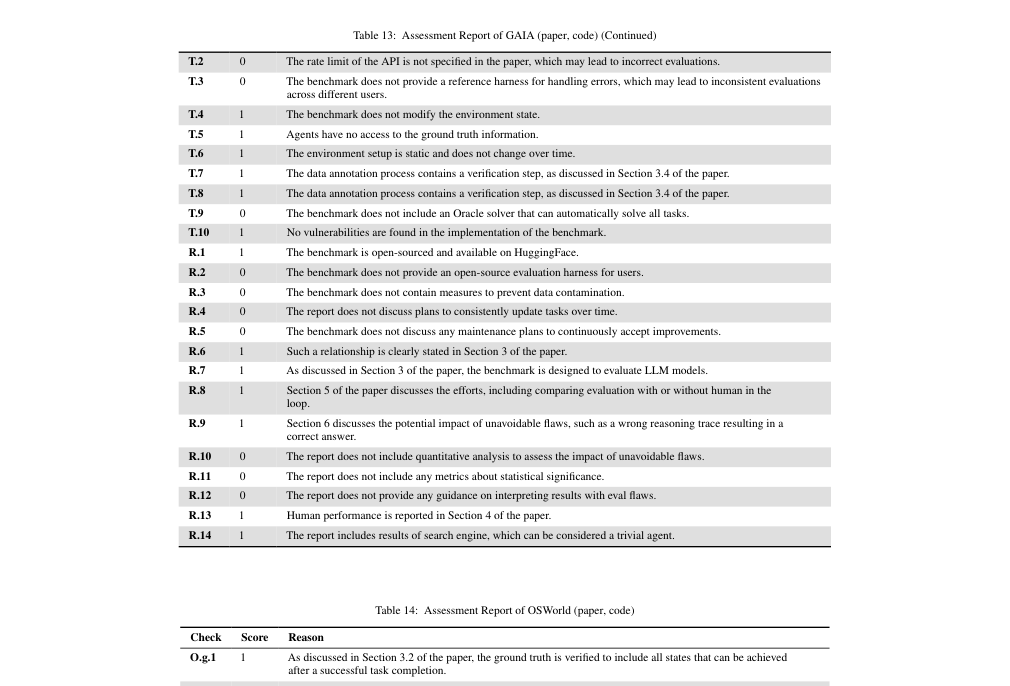 Table 13: Assessment Report of GAIA (paper, code) (Continued)
T.2 0 The rate limit of the API is not specified in the paper, which may lead to incorrect evaluations.
T.3 0 The benchmark does not provide a reference harness for handling errors, which may lead to inconsistent evaluations
across different users.
T.4 1 The benchmark does not modify the environment state.
T.5 1 Agents have no access to the ground truth information.
T.6 1 The environment setup is static and does not change over time.
T.7 1 The data annotation process contains a verification step, as discussed in Section 3.4 of the paper.
T.8 1 The data annotation process contains a verification step, as discussed in Section 3.4 of the paper.
T.9 0 The benchmark does not include an Oracle solver that can automatically solve all tasks.
T.10 1 No vulnerabilities are found in the implementation of the benchmark.
R.1 1 The benchmark is open-sourced and available on HuggingFace.
R.2 0 The benchmark does not provide an open-source evaluation harness for users.
R.3 0 The benchmark does not contain measures to prevent data contamination.
R.4 0 The report does not discuss plans to consistently update tasks over time.
R.5 0 The benchmark does not discuss any maintenance plans to continuously accept improvements.
R.6 1 Such a relationship is clearly stated in Section 3 of the paper.
R.7 1 As discussed in Section 3 of the paper, the benchmark is designed to evaluate LLM models.
R.8 1 Section 5 of the paper discusses the efforts, including comparing evaluation with or without human in the
loop.
R.9 1 Section 6 discusses the potential impact of unavoidable flaws, such as a wrong reasoning trace resulting in a
correct answer.
R.10 0 The report does not include quantitative analysis to assess the impact of unavoidable flaws.
R.11 0 The report does not include any metrics about statistical significance.
R.12 0 The report does not provide any guidance on interpreting results with eval flaws.
R.13 1 Human performance is reported in Section 4 of the paper.
R.14 1 The report includes results of search engine, which can be considered a trivial agent.
Table 14: Assessment Report of OSWorld (paper, code)
Check Score Reason
O.g.1 1 As discussed in Section 3.2 of the paper, the ground truth is verified to include all states that can be achieved
after a successful task completion.